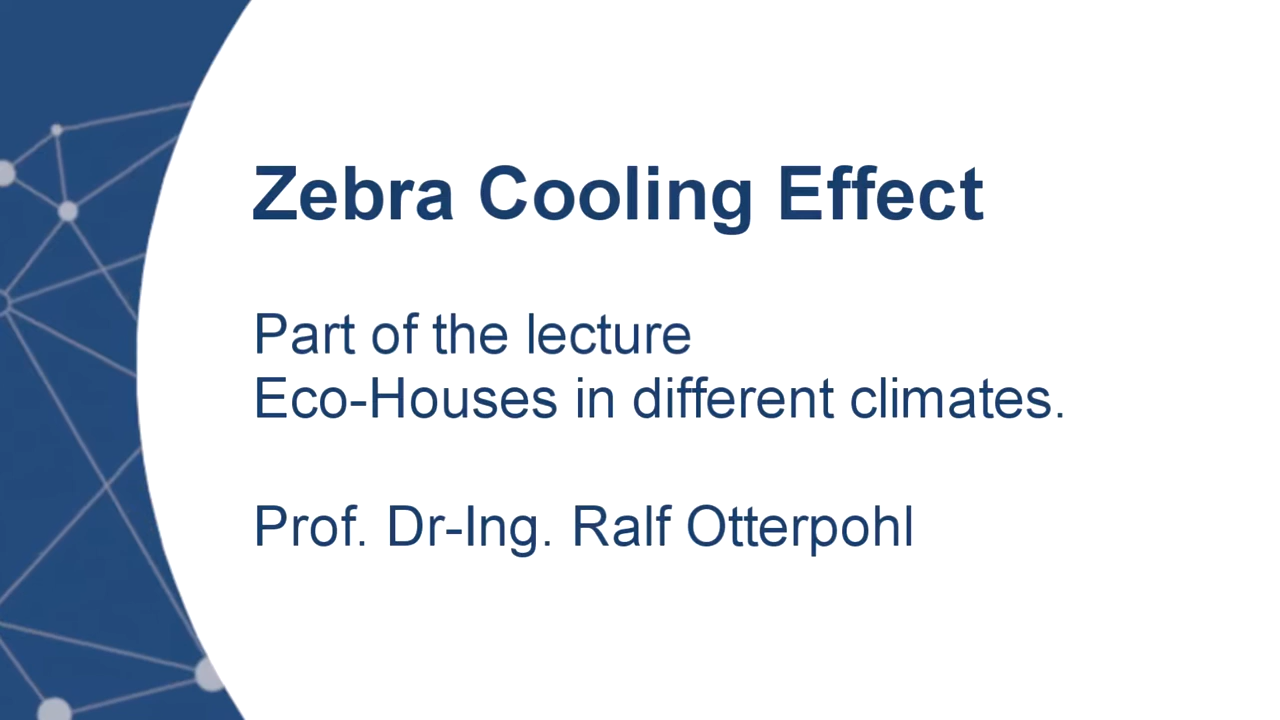 Zebra Cooling Effect
Part of the lecture
Eco-Houses in different climates.
Prof. Dr-Ing. Ralf Otterpohl